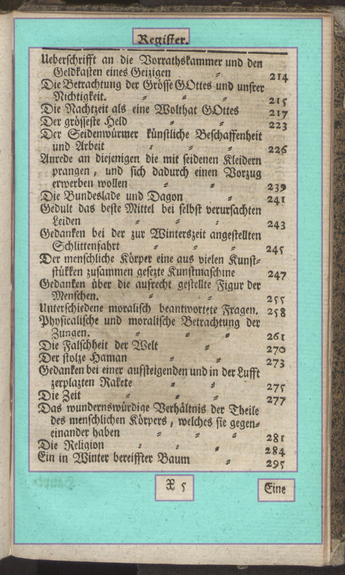 Register.
Ueberschrifft an die Vorrathskammer und den
Geldkasten eines Geizigen 214
Die Betrachtung der Grösse GOttes und unsrer
Nichtigkeit. 215
Die Nachtzeit als eine Wolthat GOttes 217
Der grösseste Held 223
Der Seidenwürmer künstliche Beschaffenheit
und Arbeit 226
Anrede an diejenigen die mit seidenen Kleidern
prangen, und sich dadurch einen Vorzug
erwerben wollen 239
Die Bundeslade und Dagon 241
Gedult das beste Mittel bei selbst verursachten
Leiden 243
Gedanken bei der zur Winterszeit angestellten
Schlittenfahrt 245
Der menschliche Körper eine aus vielen Kunst-
stükken zusammen gesezte Kunstmaschine 247
Gedanken über die aufrecht gestellte Figur der
Menschen. 255
Unterschiedene moralisch beantwortete Fragen. 258
Physicalische und moralische Betrachtung der
Zungen. 261
Die Falschheit der Welt 270
Der stolze Haman 273
Gedanken bei einer aufsteigenden und in der Lufft
zerplazten Rakete 275
Die Zeit 277
Das wundernswürdige Verhältnis der Theile
des menschlichen Körpers, welches sie gegen-
einander haben 281
Die Religion 284
Ein in Winter bereiffter Baum 295
X 5
Eine